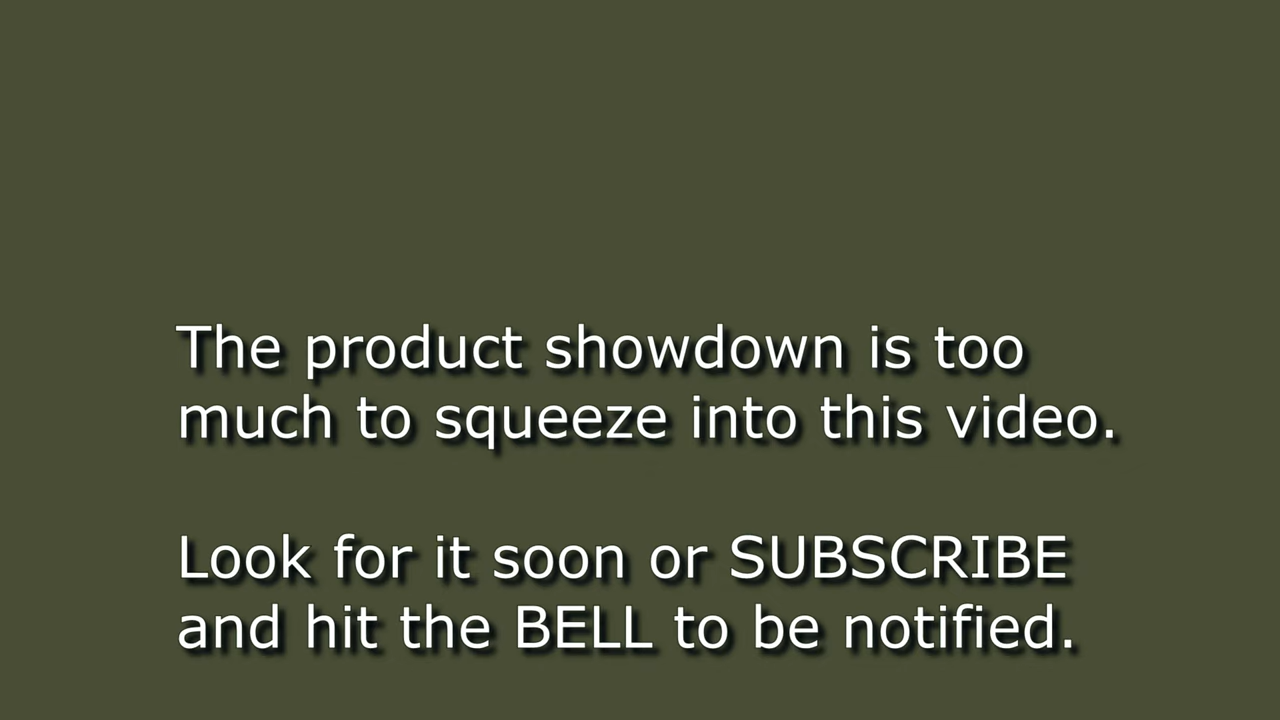 The product showdown is too
much to squeeze into this video.
Look for it soon or SUBSCRIBE
and hit the BELL to be notified.